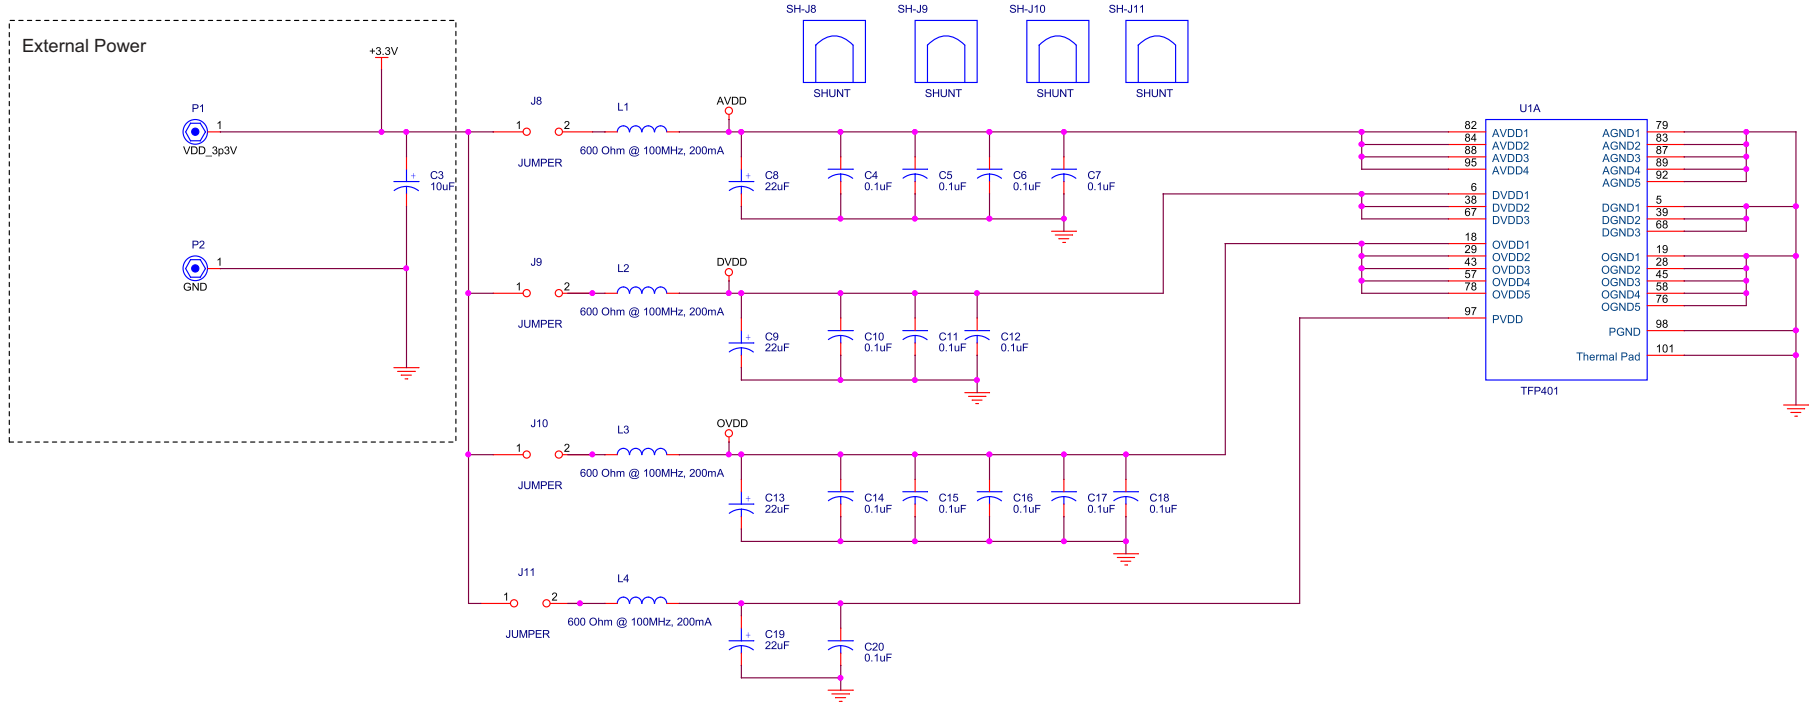 SH-J8 SH-J9 SH-J10 SH-J11
SHUNT SHUNT SHUNT SHUNT
External Power
+3.3V
P1
1
VDD_3p3V
C3
10uF
P2
1
GND
J8
1 2
JUMPER
L1
600 Ohm @ 100MHz, 200mA
AVDD
C8
22uF
+
C4
0.1uF
C5
0.1uF
C6
0.1uF
C7
0.1uF
J9
1 2
JUMPER
L2
600 Ohm @ 100MHz, 200mA
DVDD
C9
22uF
+
C10
0.1uF
C11
0.1uF
C12
0.1uF
J10
1 2
JUMPER
L3
600 Ohm @ 100MHz, 200mA
OVDD
C13
22uF
+
C14
0.1uF
C15
0.1uF
C16
0.1uF
C17
0.1uF
C18
0.1uF
J11
1 2
JUMPER
L4
600 Ohm @ 100MHz, 200mA
C19
22uF
+
C20
0.1uF
U1A
82 AVDD1 AGND1 79
84 AVDD2 AGND2 83
88 AVDD3 AGND3 87
95 AVDD4 AGND4 89
AGND5 92
6 DVDD1 DGND1 5
38 DVDD2 DGND2 39
67 DVDD3 DGND3 68
18 OVDD1 OGND1 19
29 OVDD2 OGND2 28
43 OVDD3 OGND3 45
57 OVDD4 OGND4 58
78 OVDD5 OGND5 76
97 PVDD PGND 98
Thermal Pad 101
TFP401